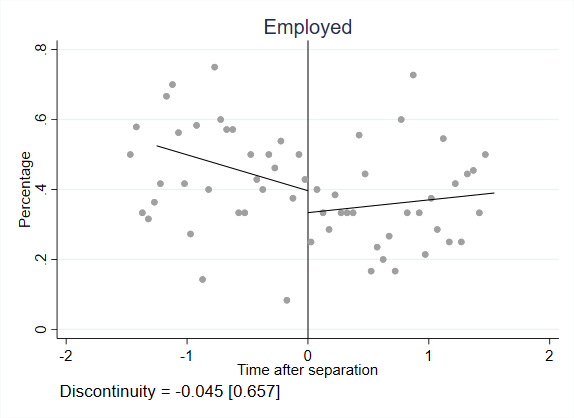 Employed
.8
.6
.4
.2
0
Percentage
-2 -1 0 1 2
Time after separation
Discontinuity = -0.045 [0.657]